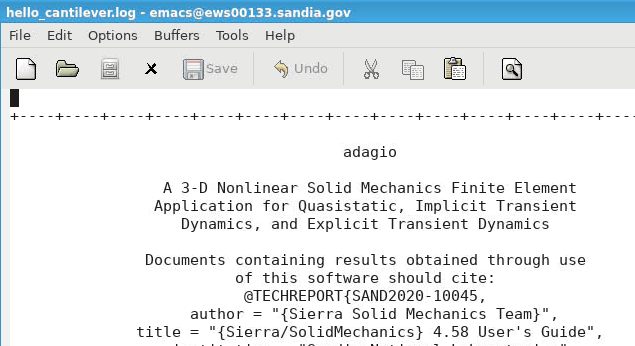 hello_cantilever.log - emacs@ews00133.sandia.gov
File Edit Options Buffers Tools Help
Save Undo
+----+----+----+----+----+----+----+----+----+----+----+----+----+----
adagio
A 3-D Nonlinear Solid Mechanics Finite Element
Application for Quasistatic, Implicit Transient
Dynamics, and Explicit Transient Dynamics
Documents containing results obtained through use
of this software should cite:
@TECHREPORT{SAND2020-10045,
author = "{Sierra Solid Mechanics Team}",
title = "{Sierra/SolidMechanics} 4.58 User's Guide",